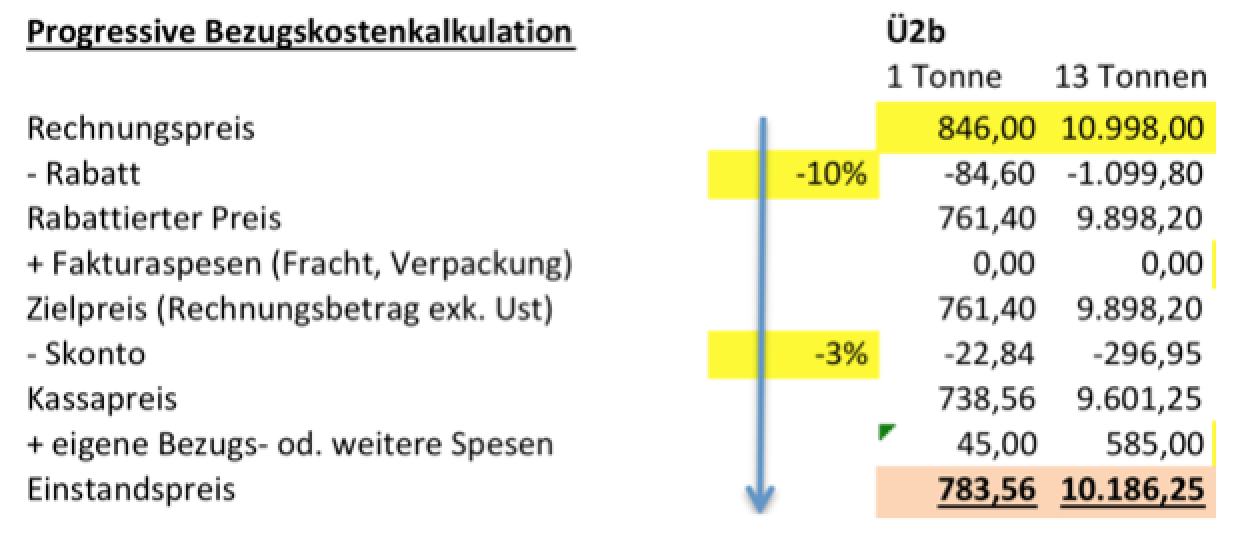 Progressive Bezugskostenkalkulation Ü2b
1 Tonne 13 Tonnen
Rechnungspreis 846,00 10.998,00
- Rabatt -10% -84,60 -1.099,80
Rabattierter Preis 761,40 9.898,20
+ Fakturaspesen (Fracht, Verpackung) 0,00 0,00
Zielpreis (Rechnungsbetrag exk. Ust) 761,40 9.898,20
- Skonto -3% -22,84 -296,95
Kassapreis 738,56 9.601,25
+ eigene Bezugs- od. weitere Spesen 45,00 585,00
Einstandspreis 783,56 10.186,25